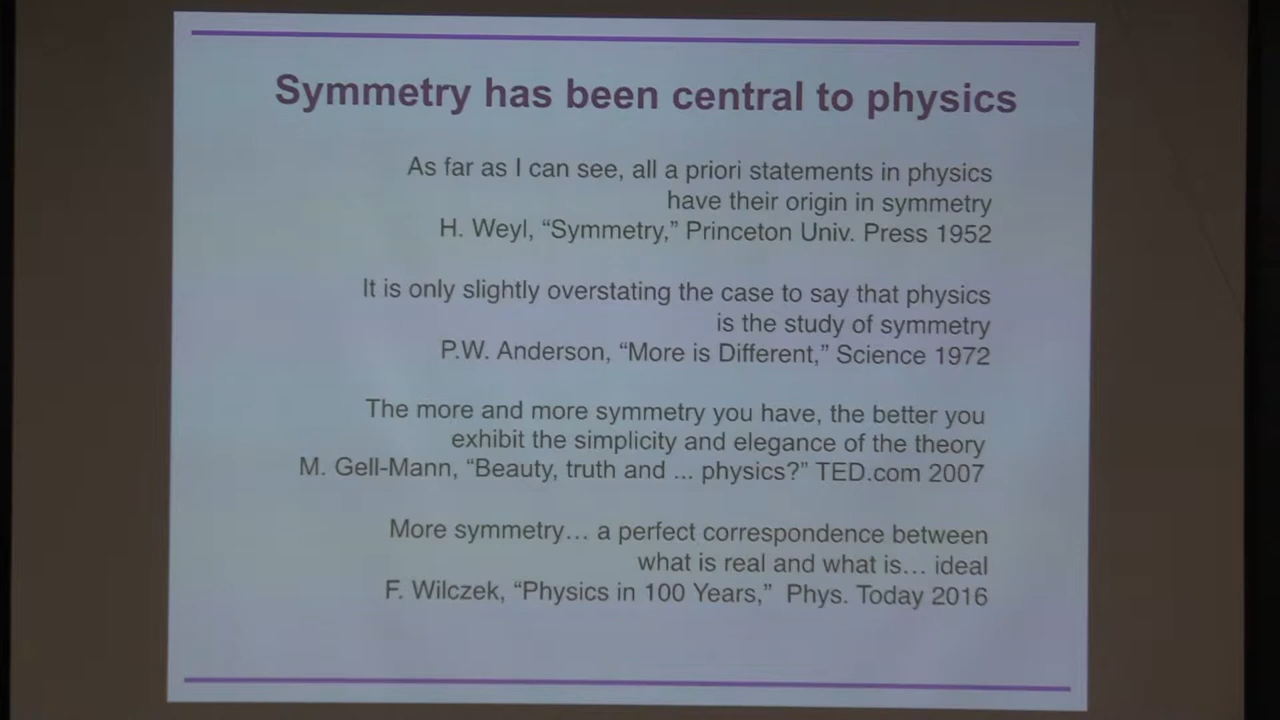 Symmetry has been central to physics
As far as I can see, all a priori statements in physics
have their origin in symmetry
H. Weyl, “Symmetry,” Princeton Univ. Press 1952
It is only slightly overstating the case to say that physics
is the study of symmetry
P.W. Anderson, “More is Different,” Science 1972
The more and more symmetry you have, the better you
exhibit the simplicity and elegance of the theory
M. Gell-Mann, “Beauty, truth and ... physics?” TED.com 2007
More symmetry… a perfect correspondence between
what is real and what is… ideal
F. Wilczek, “Physics in 100 Years,” Phys. Today 2016